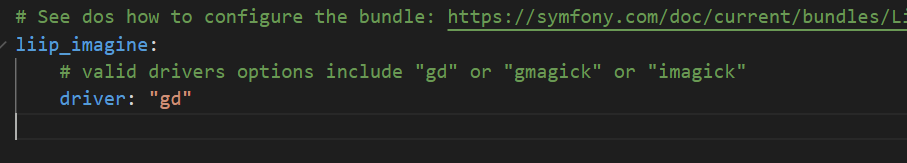 # See dos how to configure the bundle: https://symfony.com/doc/current/bundles/Li
liip_imagine:
# valid drivers options include "gd" or "gmagick" or "imagick"
driver: "gd"